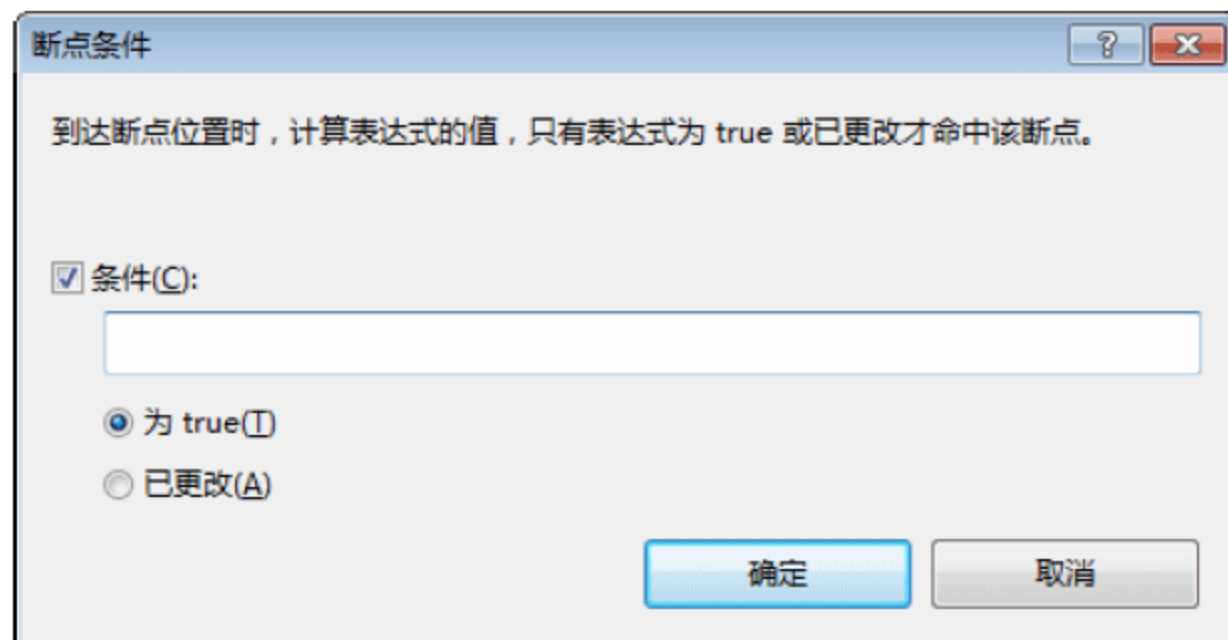 断点条件
到达断点位置时，计算表达式的值，只有表达式为 true 或已更改才命中该断点。
条件(C):
为 true(T)
已更改(A)
确定 取消